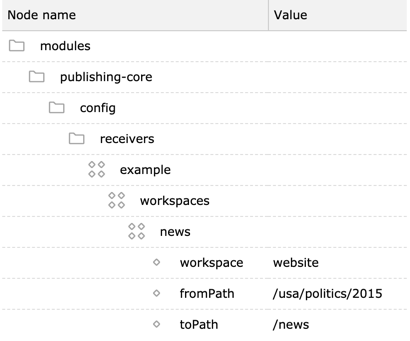 Node name Value
modules
publishing-core
config
receivers
example
workspaces
news
workspace website
fromPath /usa/politics/2015
toPath /news